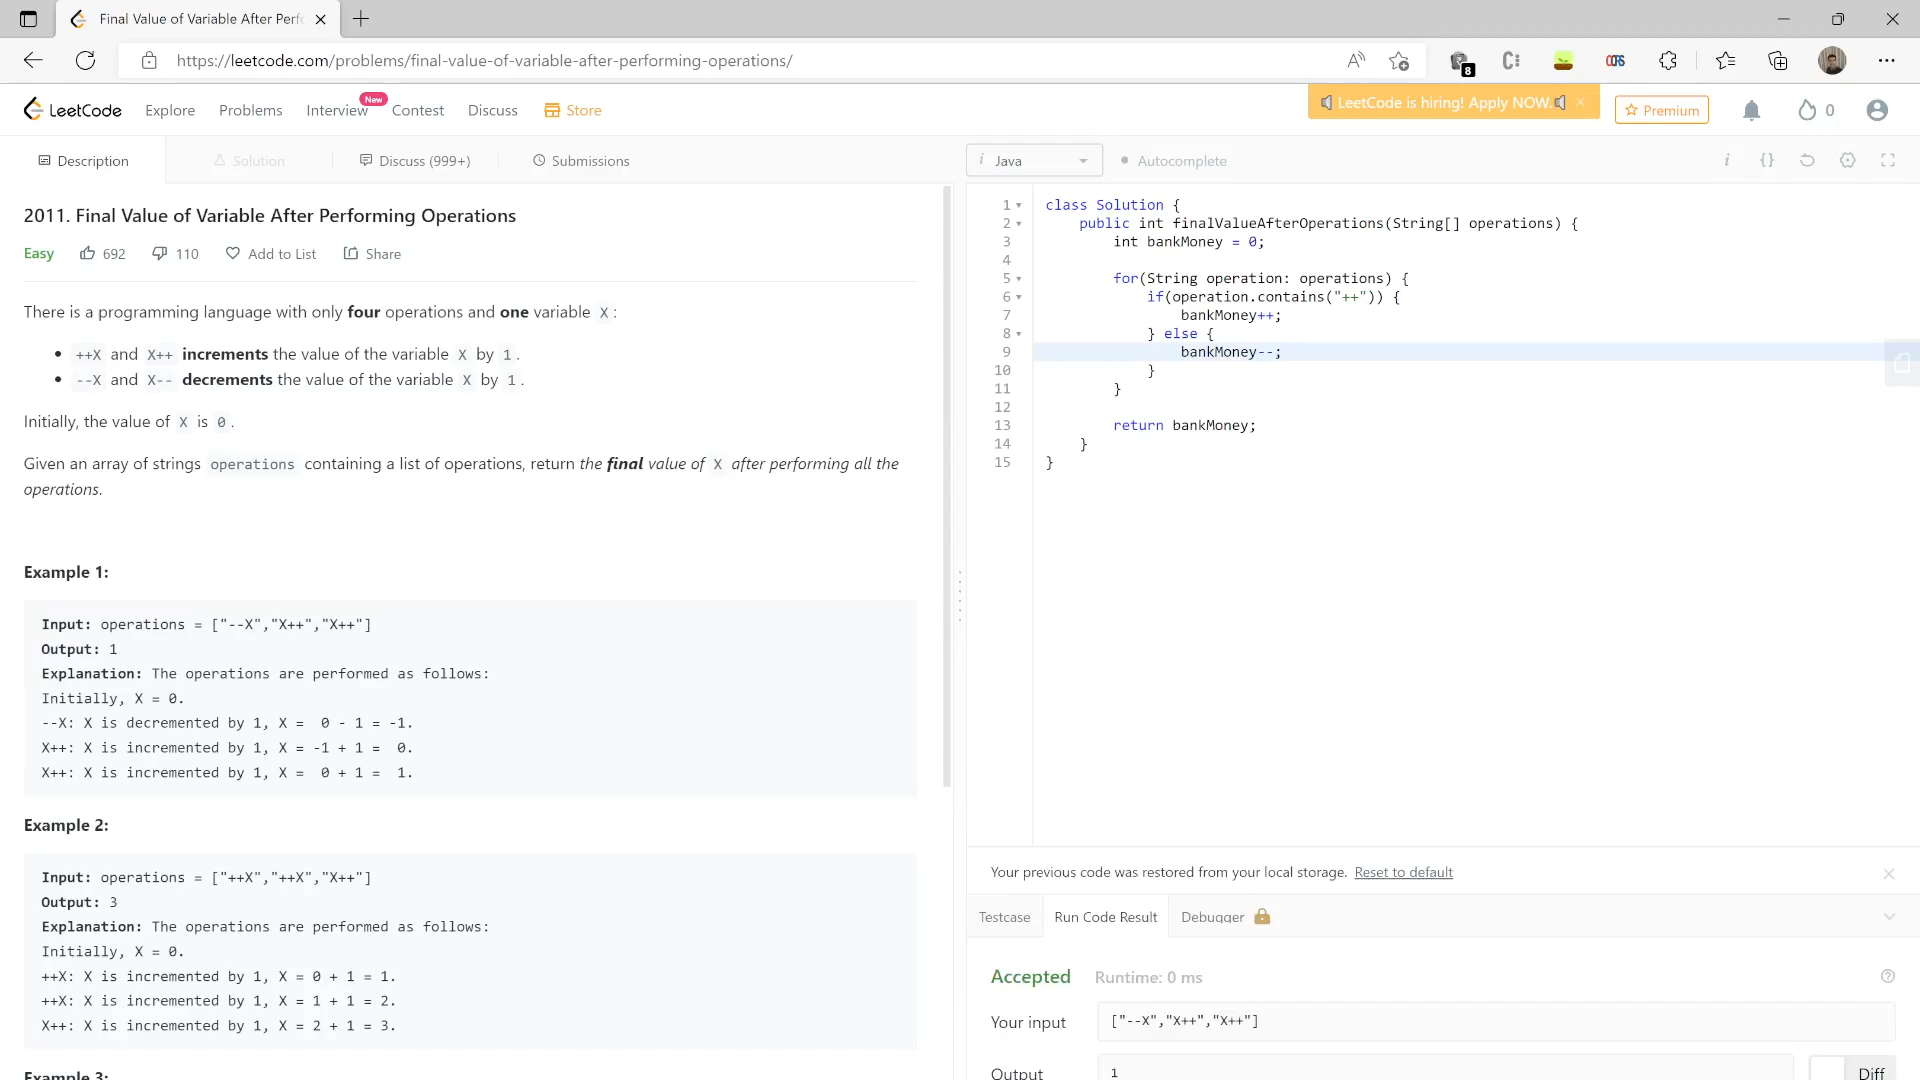 Final Value of Variable After Perfo
https://leetcode.com/problems/final-value-of-variable-after-performing-operations/
8
LeetCode
Explore
Problems
Interview
New
Contest
Discuss
Store
LeetCode is hiring! Apply NOW.
Premium
0
Description
Solution
Discuss (999+)
Submissions
2011. Final Value of Variable After Performing Operations
Easy
692
110
Add to List
Share
There is a programming language with only four operations and one variable X:
• ++X and X++ increments the value of the variable X by 1.
• --X and X-- decrements the value of the variable X by 1.
Initially, the value of X is 0.
Given an array of strings operations containing a list of operations, return the final value of X after performing all the
operations.
Example 1:
Input: operations = ["--X","X++","X++"]
Output: 1
Explanation: The operations are performed as follows:
Initially, X = 0.
--X: X is decremented by 1, X =  0 - 1 = -1.
X++: X is incremented by 1, X = -1 + 1 =  0.
X++: X is incremented by 1, X =  0 + 1 =  1.
Example 2:
Input: operations = ["++X","++X","X++"]
Output: 3
Explanation: The operations are performed as follows:
Initially, X = 0.
++X: X is incremented by 1, X = 0 + 1 = 1.
++X: X is incremented by 1, X = 1 + 1 = 2.
X++: X is incremented by 1, X = 2 + 1 = 3.
Example 3:
i Java
Autocomplete
i {}
1 class Solution {
2     public int finalValueAfterOperations(String[] operations) {
3         int bankMoney = 0;
4
5         for(String operation: operations) {
6             if(operation.contains("++")) {
7                 bankMoney++;
8             } else {
9                 bankMoney--;
10             }
11         }
12
13         return bankMoney;
14     }
15 }
Your previous code was restored from your local storage. Reset to default
Testcase
Run Code Result
Debugger
Accepted
Runtime: 0 ms
Your input
["--X","X++","X++"]
Output
1
Diff